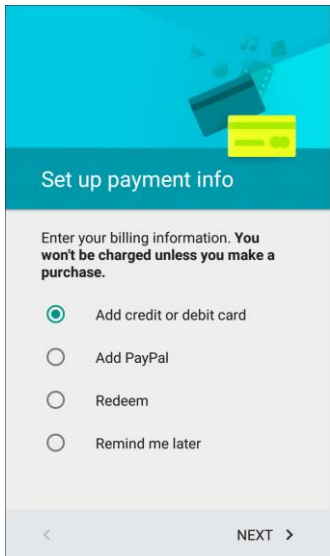 Set up payment info
Enter your billing information. You
won't be charged unless you make a
purchase.
Add credit or debit card
Add PayPal
Redeem
Remind me later
NEXT